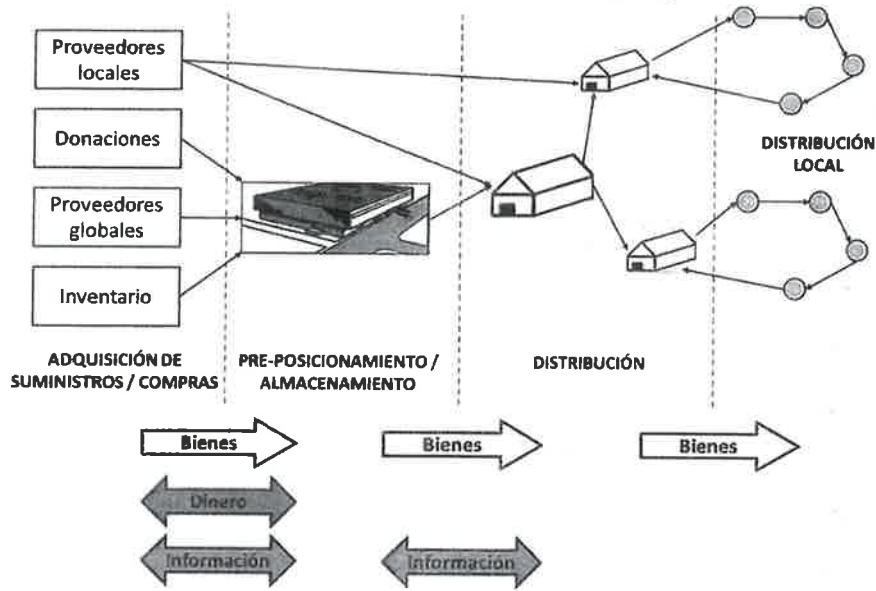 Proveedores
locales
Donaciones
Proveedores
globales
Inventario
DISTRIBUCIÓN
LOCAL
ADQUISICIÓN DE
SUMINISTROS / COMPRAS
PRE-POSICIONAMIENTO /
ALMACENAMIENTO
DISTRIBUCIÓN
Bienes
Bienes
Bienes
Dinero
Información
Información